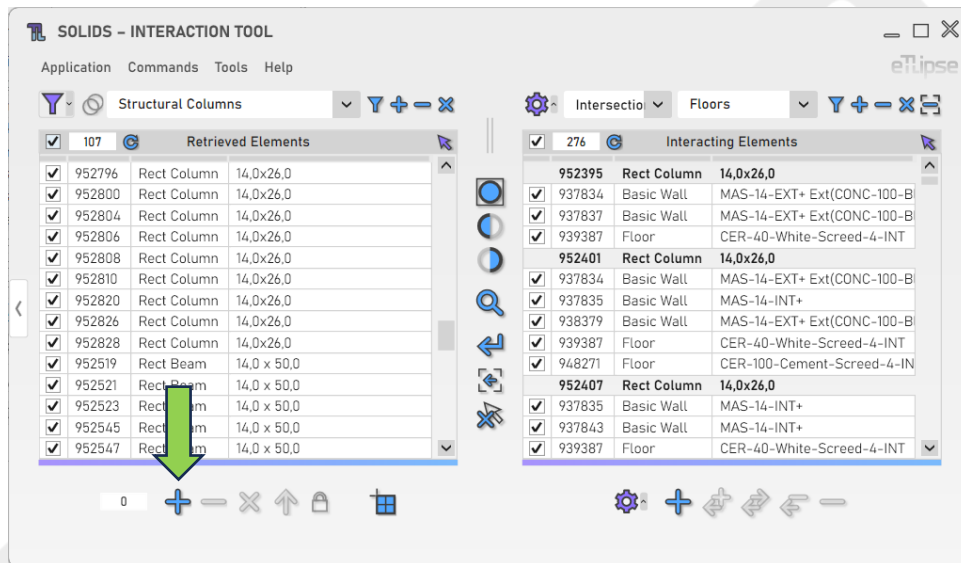 SOLIDS – INTERACTION TOOL
Application Commands Tools Help
eTLipse
Structural Columns
Intersectio Floors
107 Retrieved Elements
276 Interacting Elements
952796 Rect Column 14,0x26,0
952800 Rect Column 14,0x26,0
952804 Rect Column 14,0x26,0
952806 Rect Column 14,0x26,0
952808 Rect Column 14,0x26,0
952810 Rect Column 14,0x26,0
952820 Rect Column 14,0x26,0
952826 Rect Column 14,0x26,0
952828 Rect Column 14,0x26,0
952519 Rect Beam 14,0 x 50,0
952521 Rect Beam 14,0 x 50,0
952523 Rect 14,0 x 50,0
952545 Rect 14,0 x 50,0
952547 Rect 14,0 x 50,0
952395 Rect Column 14,0x26,0
937834 Basic Wall MAS-14-EXT+ Ext(CONC-100-B
937837 Basic Wall MAS-14-EXT+ Ext(CONC-100-B
939387 Floor CER-40-White-Screed-4-INT
952401 Rect Column 14,0x26,0
937834 Basic Wall MAS-14-EXT+ Ext(CONC-100-B
937835 Basic Wall MAS-14-INT+
938379 Basic Wall MAS-14-EXT+ Ext(CONC-100-B
939387 Floor CER-40-White-Screed-4-INT
948271 Floor CER-100-Cement-Screed-4-IN
952407 Rect Column 14,0x26,0
937835 Basic Wall MAS-14-INT+
937843 Basic Wall MAS-14-INT+
939387 Floor CER-40-White-Screed-4-INT
0